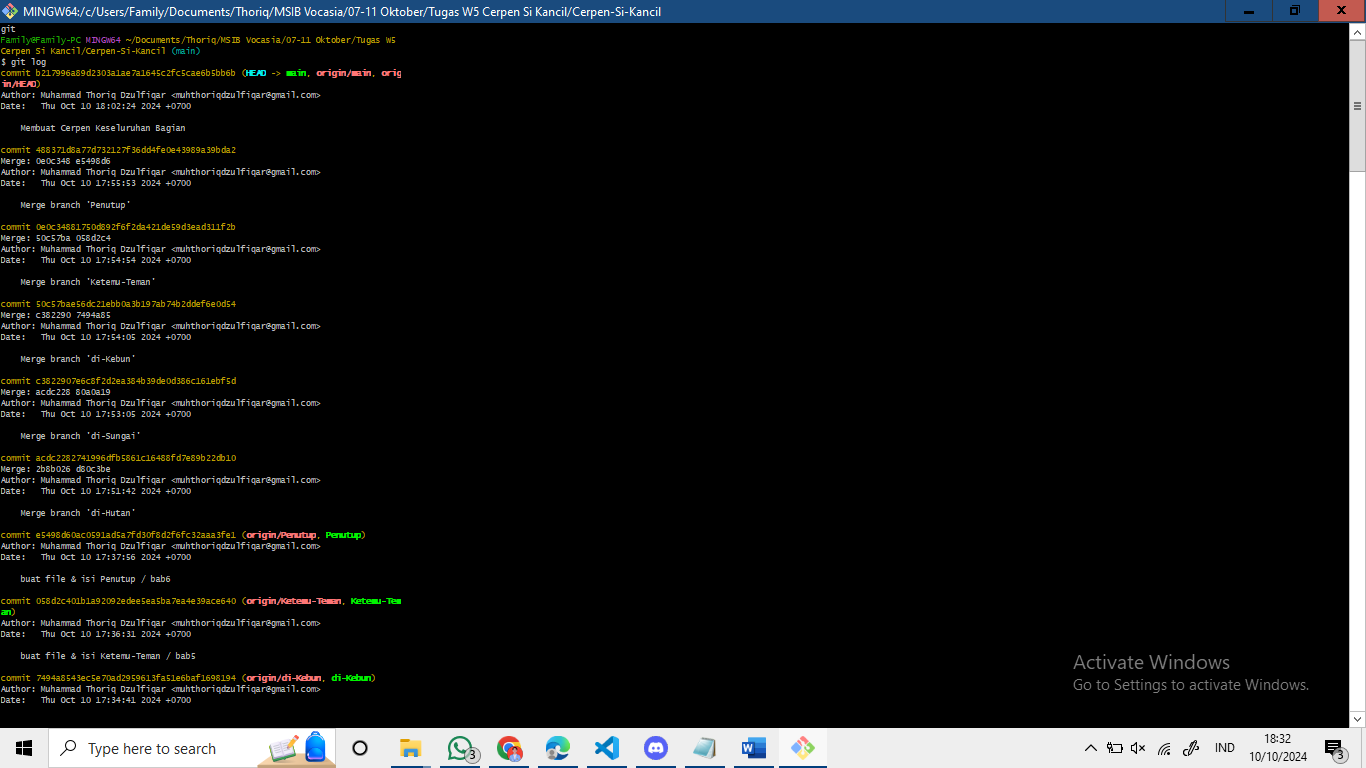 MINGW64:/c/Users/Family/Documents/Thoriq/MSIB Vocasia/07-11 Oktober/Tugas W5 Cerpen Si Kancil/Cerpen-Si-Kancil
git
Family@Family-PC MINGW64 ~/Documents/Thoriq/MSIB Vocasia/07-11 Oktober/Tugas W5
Cerpen Si Kancil/Cerpen-Si-Kancil (main)
$ git log
commit b217996a89d2303a1ae7a1645c2fc5cae6b5bb6b (HEAD -> main, origin/main, orig
in/HEAD)
Author: Muhammad Thoriq Dzulfiqar <muhthoriqdzulfiqar@gmail.com>
Date:   Thu Oct 10 18:02:24 2024 +0700
Membuat Cerpen Keseluruhan Bagian
commit 488371d8a77d732127f36dd4fe0e43989a39bda2
Merge: 0e0c348 e5498d6
Author: Muhammad Thoriq Dzulfiqar <muhthoriqdzulfiqar@gmail.com>
Date:   Thu Oct 10 17:55:53 2024 +0700
Merge branch 'Penutup'
commit 0e0c34881750d892f6f2da421de59d3ead311f2b
Merge: 50c57ba 058d2c4
Author: Muhammad Thoriq Dzulfiqar <muhthoriqdzulfiqar@gmail.com>
Date:   Thu Oct 10 17:54:54 2024 +0700
Merge branch 'Ketemu-Teman'
commit 50c57bae56dc21ebb0a3b197ab74b2ddef6e0d54
Merge: c382290 7494a85
Author: Muhammad Thoriq Dzulfiqar <muhthoriqdzulfiqar@gmail.com>
Date:   Thu Oct 10 17:54:05 2024 +0700
Merge branch 'di-Kebun'
commit c3822907e6c8f2d2ea384b39de0d386c161ebf5d
Merge: acdc228 80a0a19
Author: Muhammad Thoriq Dzulfiqar <muhthoriqdzulfiqar@gmail.com>
Date:   Thu Oct 10 17:53:05 2024 +0700
Merge branch 'di-Sungai'
commit acdc2282741996dfb5861c16488fd7e89b22db10
Merge: 2b8b026 d80c3be
Author: Muhammad Thoriq Dzulfiqar <muhthoriqdzulfiqar@gmail.com>
Date:   Thu Oct 10 17:51:42 2024 +0700
Merge branch 'di-Hutan'
commit e5498d60ac0591ad5a7fd30f8d2f6fc32aaa3fe1 (origin/Penutup, Penutup)
Author: Muhammad Thoriq Dzulfiqar <muhthoriqdzulfiqar@gmail.com>
Date:   Thu Oct 10 17:37:56 2024 +0700
buat file & isi Penutup / bab6
commit 058d2c401b1a92092edee5ea5ba7ea4e39ace640 (origin/Ketemu-Teman, Ketemu-Tem
an)
Author: Muhammad Thoriq Dzulfiqar <muhthoriqdzulfiqar@gmail.com>
Date:   Thu Oct 10 17:36:31 2024 +0700
buat file & isi Ketemu-Teman / bab5
commit 7494a8543ec5e70ad2959613fa51e6baf1698194 (origin/di-Kebun, di-Kebun)
Author: Muhammad Thoriq Dzulfiqar <muhthoriqdzulfiqar@gmail.com>
Date:   Thu Oct 10 17:34:41 2024 +0700
Activate Windows
Go to Settings to activate Windows.
Type here to search
3
IND
18:32
10/10/2024
3